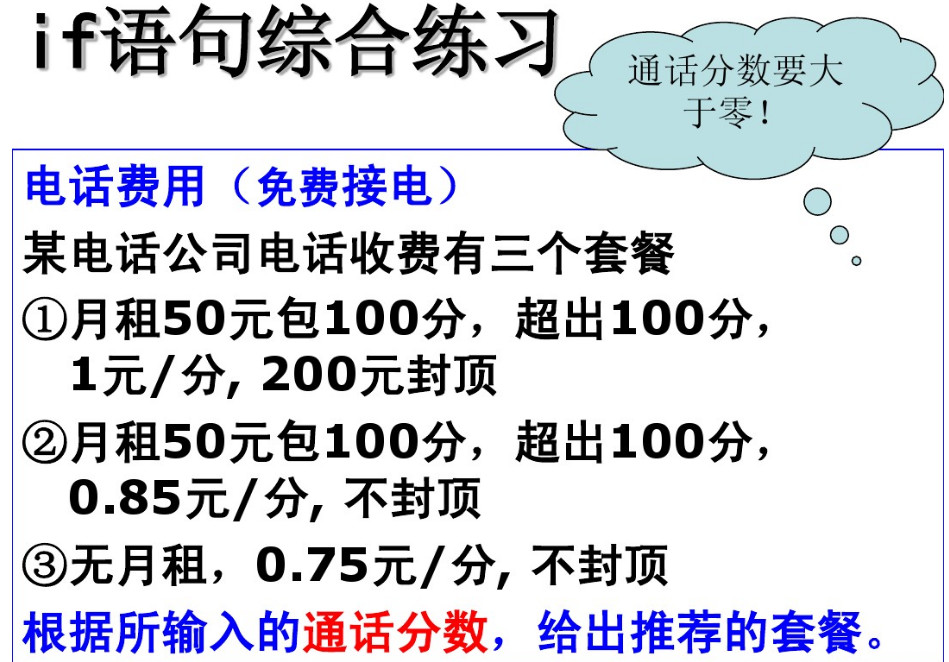 if语句综合练习
通话分数要大
于零！
电话费用（免费接电）
某电话公司电话收费有三个套餐
①月租50元包100分，超出100分，
1元/分, 200元封顶
②月租50元包100分，超出100分，
0.85元/分, 不封顶
③无月租，0.75元/分, 不封顶
根据所输入的通话分数，给出推荐的套餐。